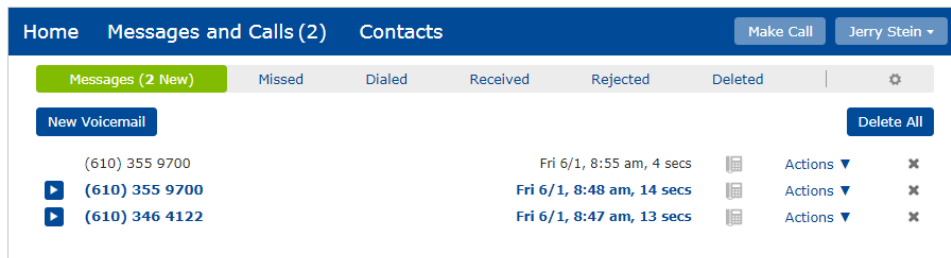 Home Messages and Calls (2) Contacts Make Call Jerry Stein
Messages (2 New) Missed Dialed Received Rejected Deleted
New Voicemail Delete All
(610) 355 9700 Fri 6/1, 8:55 am, 4 secs Actions ▼
(610) 355 9700 Fri 6/1, 8:48 am, 14 secs Actions ▼
(610) 346 4122 Fri 6/1, 8:47 am, 13 secs Actions ▼